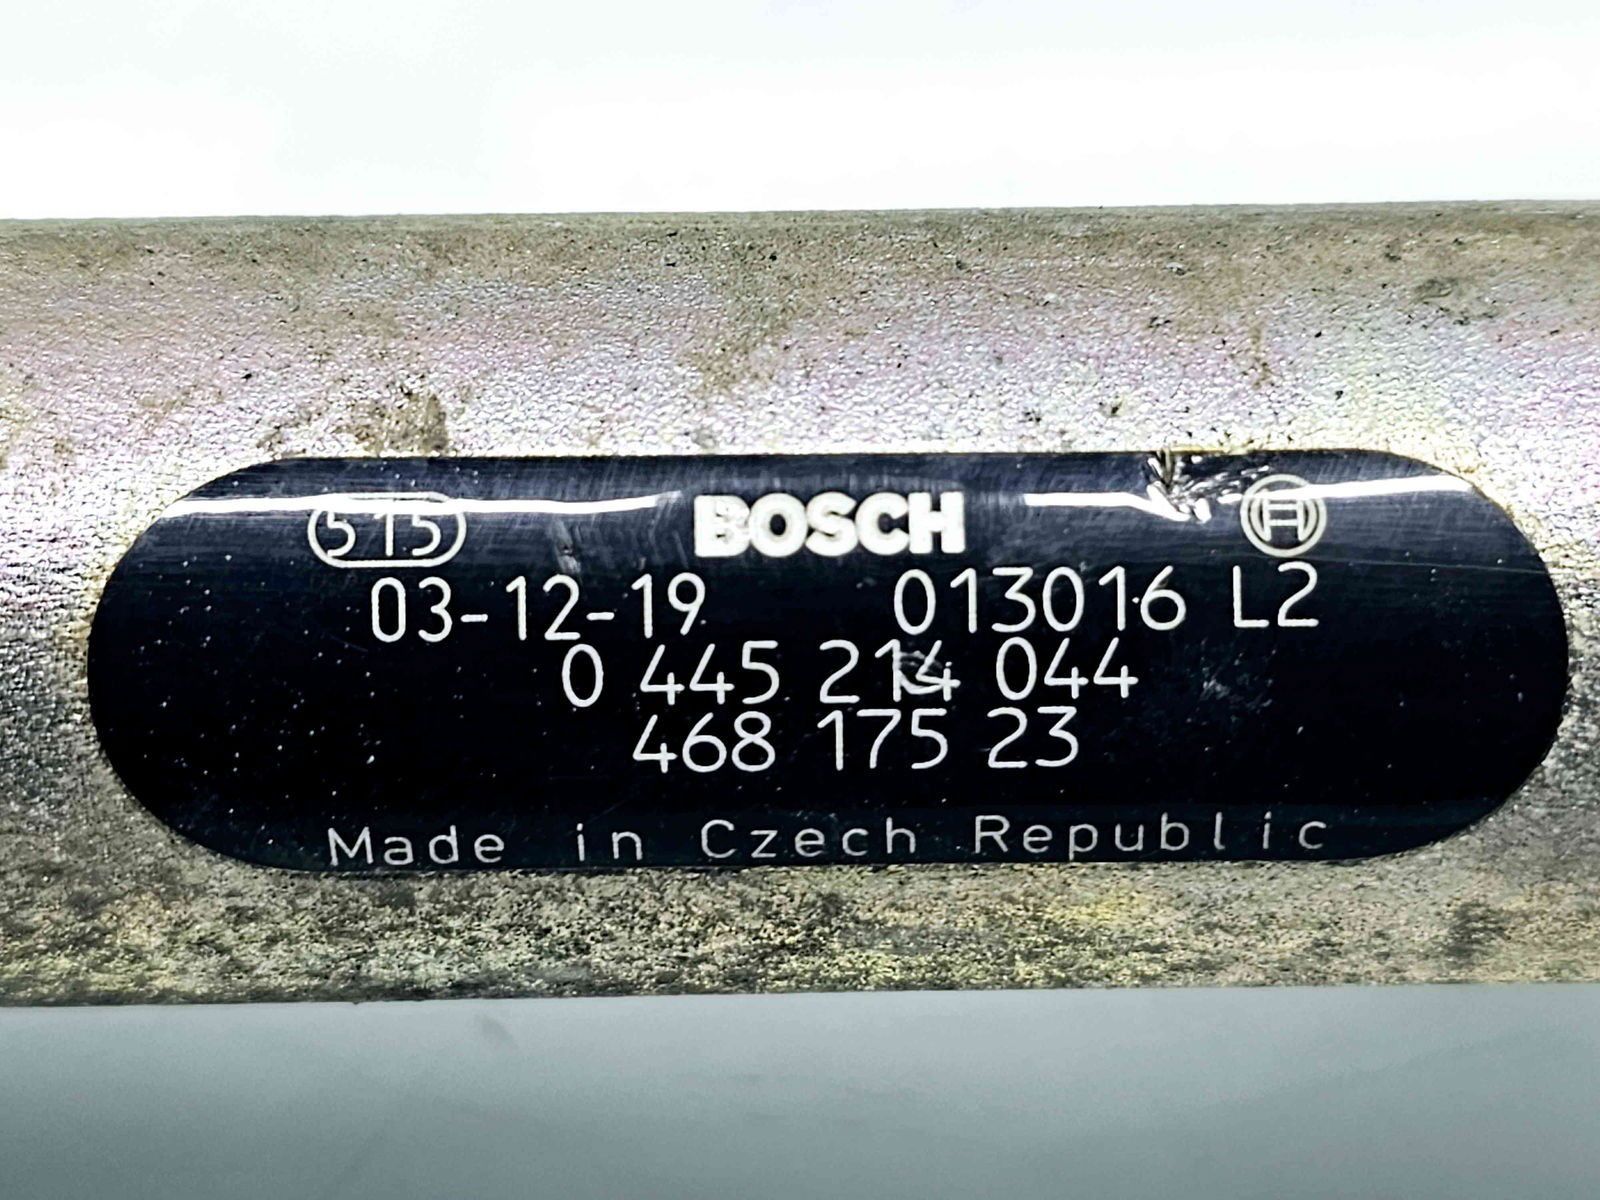 515 BOSCH
03-12-19 013016 L2
0 445 214 044
468 175 23
Made in Czech Republic